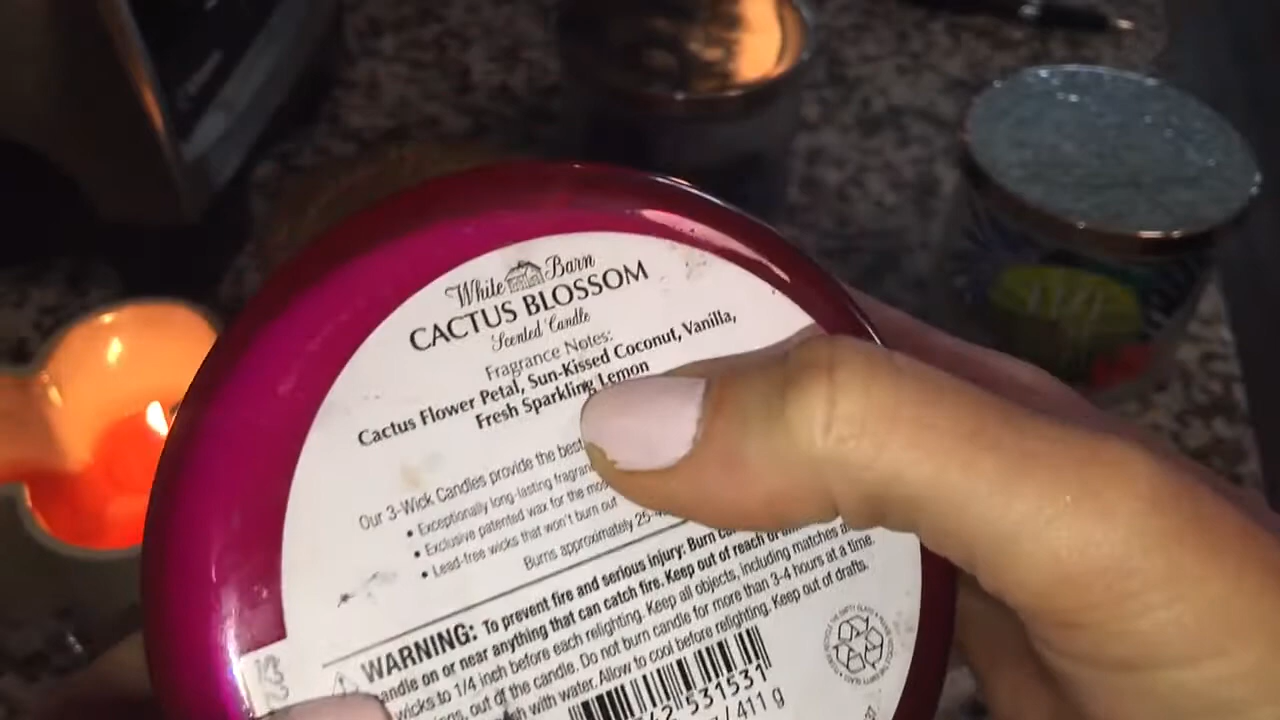 White Barn
CACTUS BLOSSOM
Scented Candle
Fragrance Notes:
Cactus Flower Petal, Sun-Kissed Coconut, Vanilla,
Fresh Sparkling Lemon
Our 3-Wick Candles provide the best
• Exceptionally long-lasting fragran
• Exclusive patented wax for the mos
• Lead-free wicks that won't burn out
Burns approximately 25-
WARNING: To prevent fire and serious injury: Burn
candle on or near anything that can catch fire. Keep out of reach of
wicks to 1/4 inch before each relighting. Keep all objects, including matches a
out of the candle. Do not burn candle for more than 3-4 hours at a time.
with water. Allow to cool before relighting. Keep out of drafts.
531531
411 g